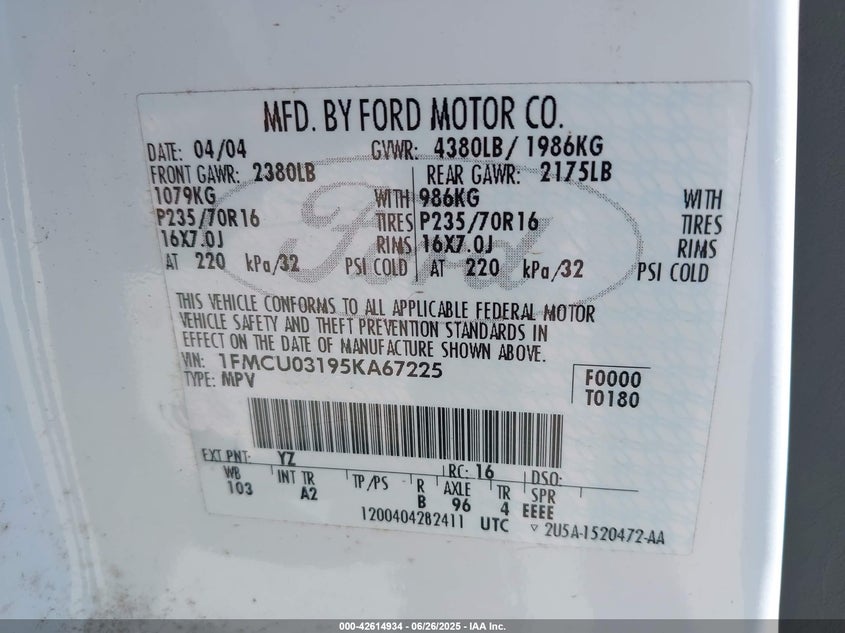 MFD. BY FORD MOTOR CO.
DATE: 04/04 GVWR: 4380LB/ 1986KG
FRONT GAWR: 2380LB REAR GAWR: 2175LB
1079KG WITH 986KG WITH
P235/70R16 TIRES P235/70R16 TIRES
16X7.0J RIMS 16X7.0J RIMS
AT 220 kPa/32 PSI COLD AT 220 kPa/32 PSI COLD
THIS VEHICLE CONFORMS TO ALL APPLICABLE FEDERAL MOTOR
VEHICLE SAFETY AND THEFT PREVENTION STANDARDS IN
EFFECT ON THE DATE OF MANUFACTURE SHOWN ABOVE.
VIN: 1FMCU03195KA67225
TYPE: MPV
F0000
T0180
Ford
EXT PNT: YZ RC: 16 DSO:
WB INT TR TP/PS R AXLE TR SPR
103 A2 B 96 4 EEEE
1200404282411 UTC ▿ 2U5A-1520472-AA
000-42614934 | 06/26/2025 - IAA Inc.